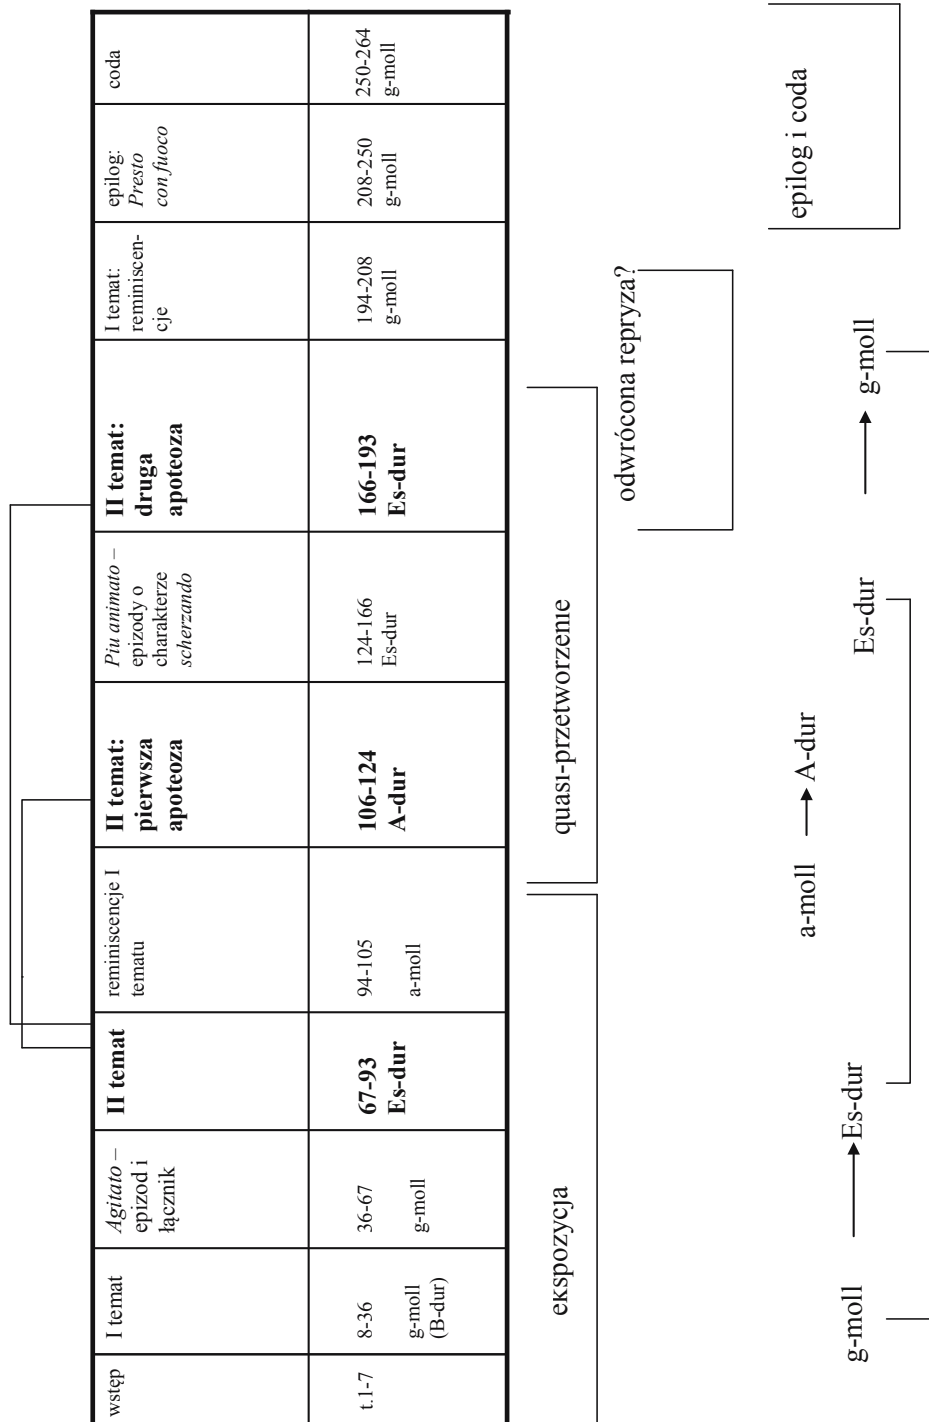 wstęp
I temat
Agitato –
epizod i
łącznik
II temat
reminiscencje I
tematu
II temat:
pierwsza
apoteoza
Piu animato –
epizody o
charakterze
scherzando
II temat:
druga
apoteoza
I temat:
reminiscen-
cje
epilog:
Presto
con fuoco
coda
t.1-7
8-36
g-moll
(B-dur)
36-67
g-moll
67-93
Es-dur
94-105
a-moll
106-124
A-dur
124-166
Es-dur
166-193
Es-dur
194-208
g-moll
208-250
g-moll
250-264
g-moll
ekspozycja
quasi-przetworzenie
odwrócona repryza?
epilog i coda
a-moll → A-dur
g-moll → Es-dur
Es-dur → g-moll